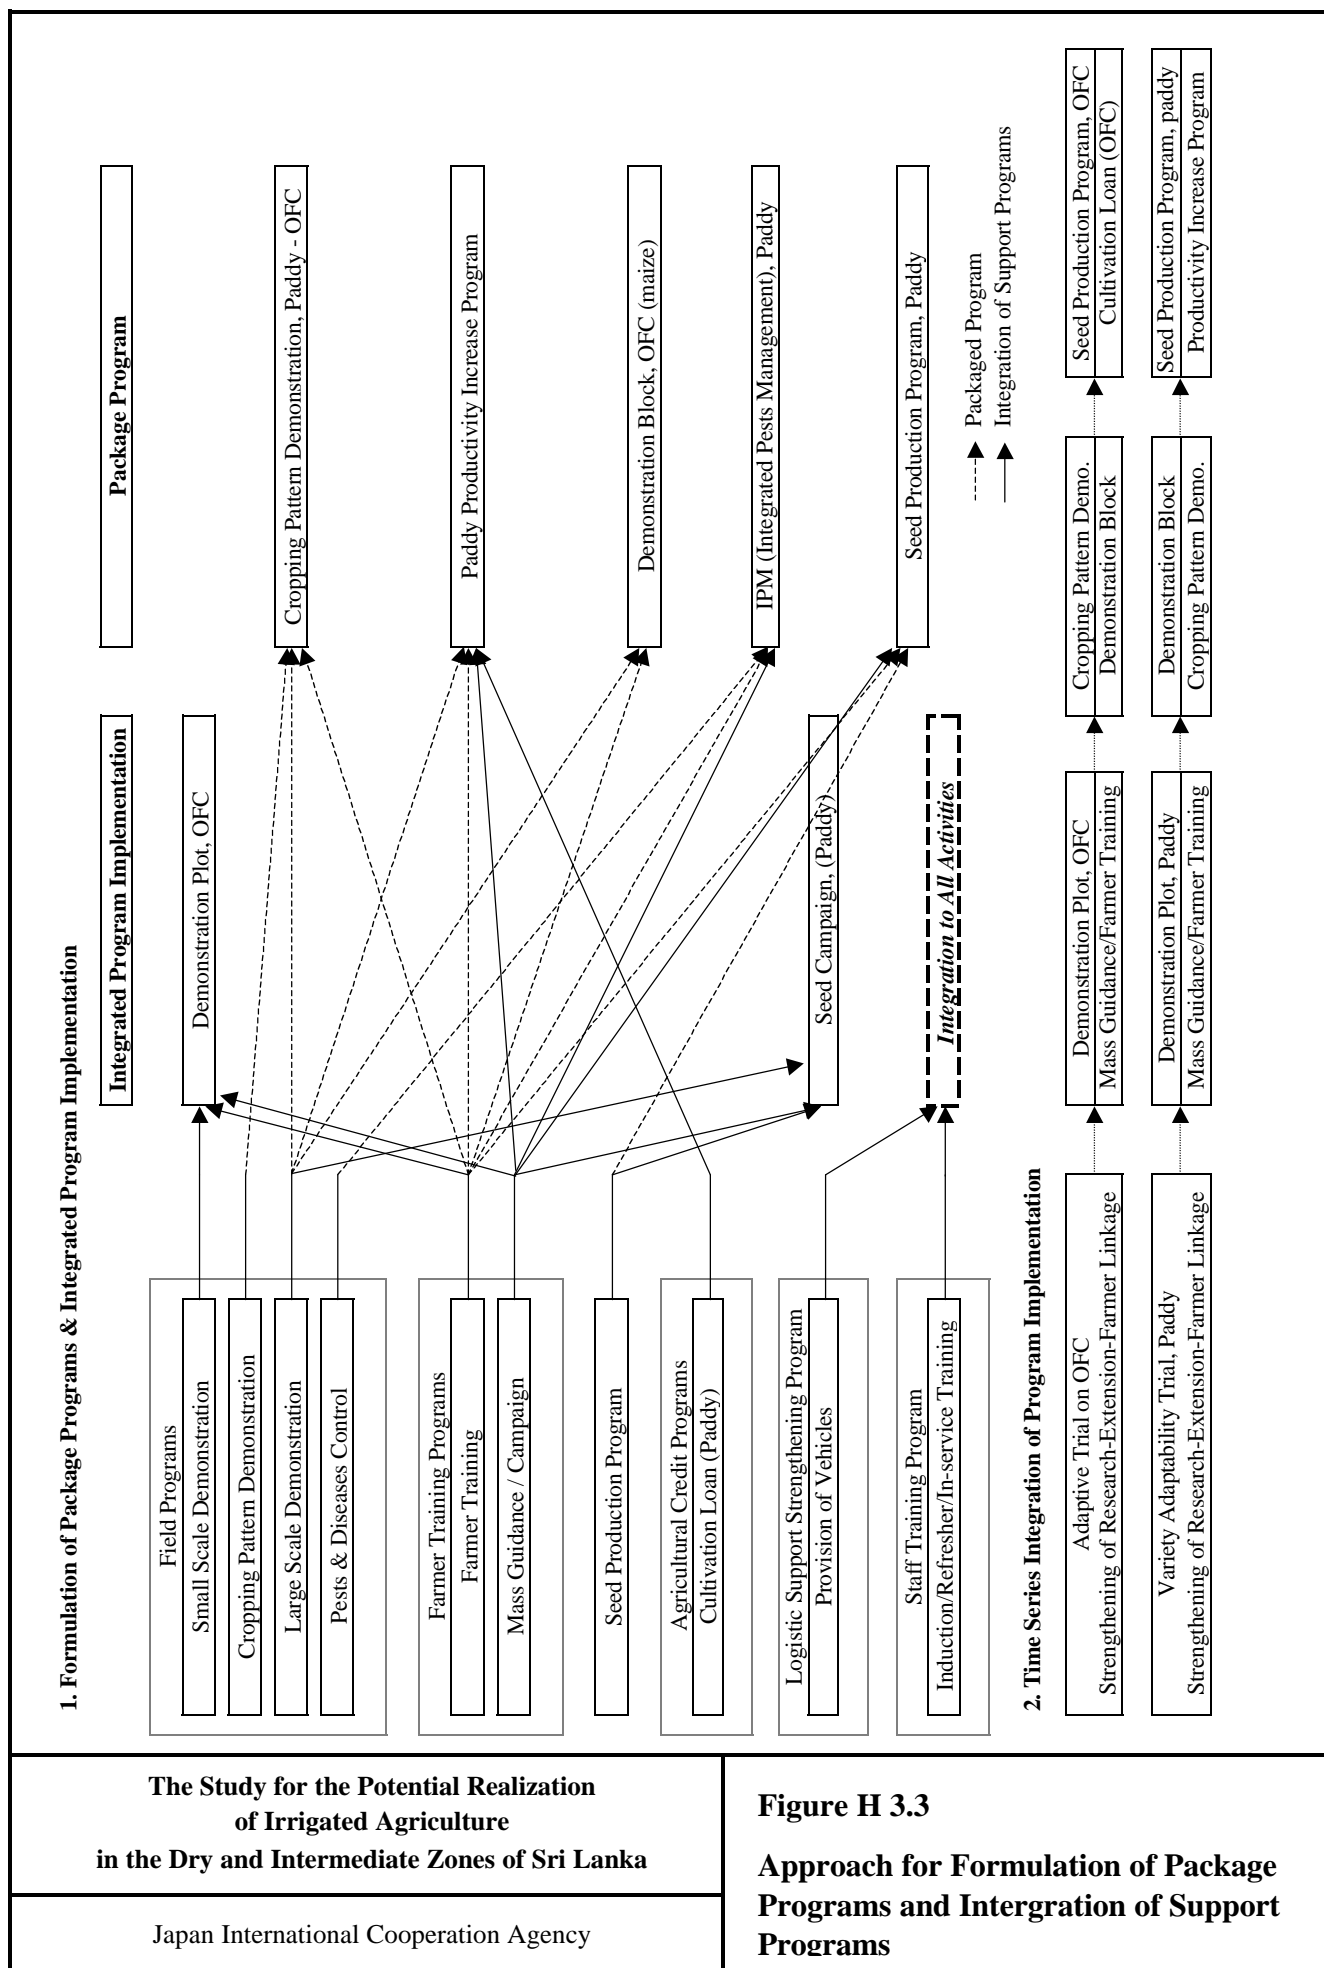 1. Formulation of Package Programs & Integrated Program Implementation
Integrated Program Implementation
Package Program
Field Programs
Small Scale Demonstration
Cropping Pattern Demonstration
Large Scale Demonstration
Pests & Diseases Control
Farmer Training Programs
Farmer Training
Mass Guidance / Campaign
Seed Production Program
Agricultural Credit Programs
Cultivation Loan (Paddy)
Logistic Support Strengthening Program
Provision of Vehicles
Staff Training Program
Induction/Refresher/In-service Training
Demonstration Plot, OFC
Seed Campaign, (Paddy)
Integration to All Activities
Cropping Pattern Demonstration, Paddy - OFC
Paddy Productivity Increase Program
Demonstration Block, OFC (maize)
IPM (Integrated Pests Management), Paddy
Seed Production Program, Paddy
Packaged Program
Integration of Support Programs
2. Time Series Integration of Program Implementation
Adaptive Trial on OFC
Strengthening of Research-Extension-Farmer Linkage
Demonstration Plot, OFC
Mass Guidance/Farmer Training
Cropping Pattern Demo.
Demonstration Block
Seed Production Program, OFC
Cultivation Loan (OFC)
Variety Adaptability Trial, Paddy
Strengthening of Research-Extension-Farmer Linkage
Demonstration Plot, Paddy
Mass Guidance/Farmer Training
Demonstration Block
Cropping Pattern Demo.
Seed Production Program, paddy
Productivity Increase Program
The Study for the Potential Realization
of Irrigated Agriculture
in the Dry and Intermediate Zones of Sri Lanka
Japan International Cooperation Agency
Figure H 3.3
Approach for Formulation of Package
Programs and Intergration of Support
Programs